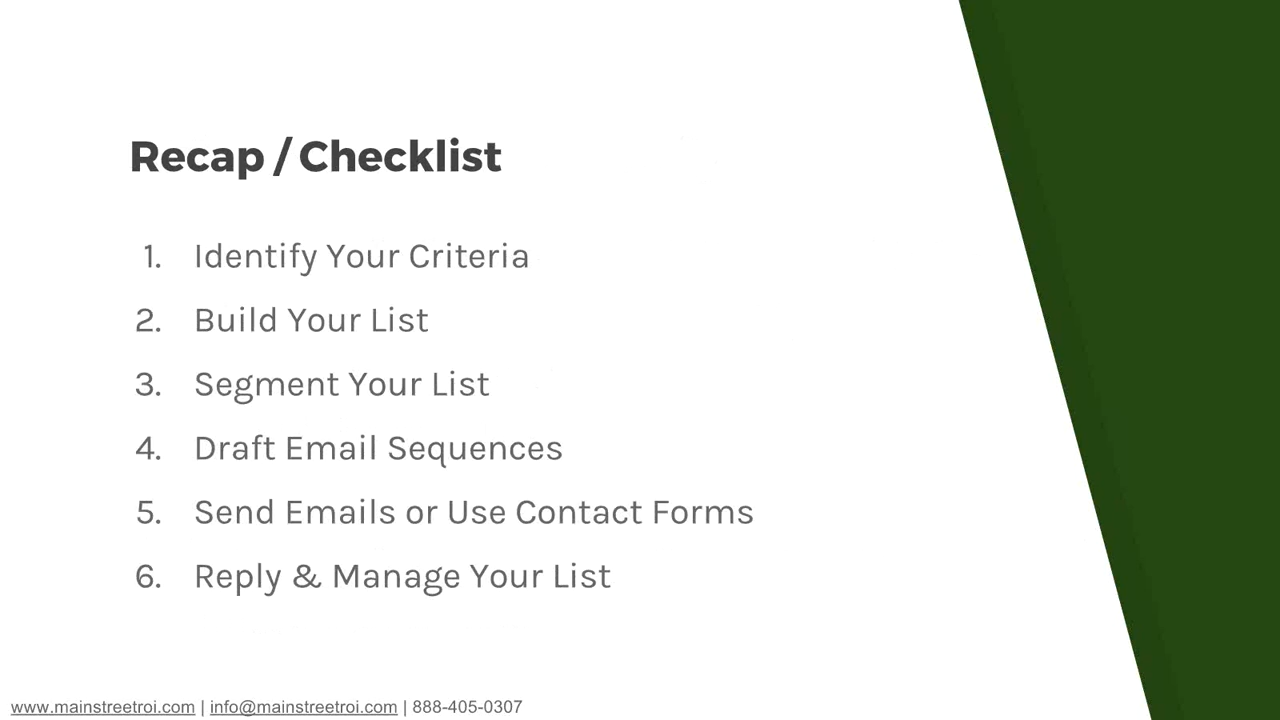 Recap / Checklist
1. Identify Your Criteria
2. Build Your List
3. Segment Your List
4. Draft Email Sequences
5. Send Emails or Use Contact Forms
6. Reply & Manage Your List
www.mainstreetroi.com | info@mainstreetroi.com | 888-405-0307